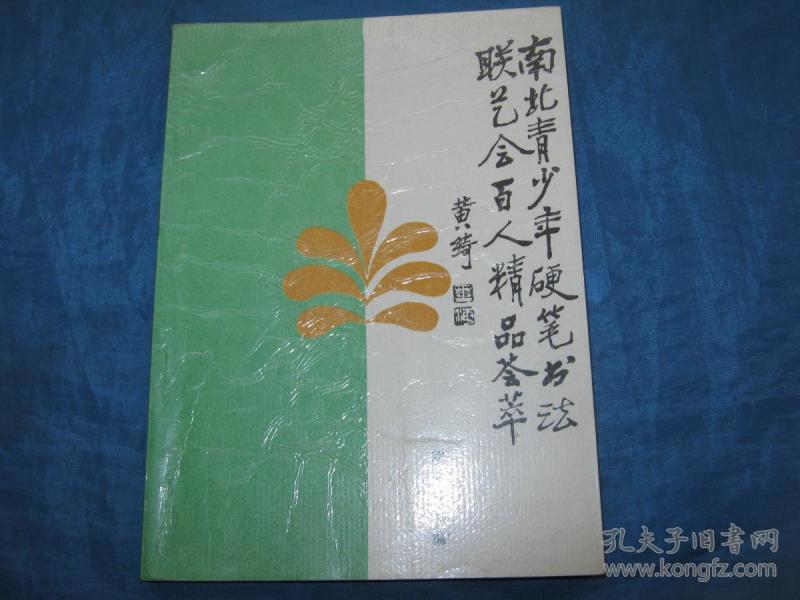 南北青少年硬笔书法
联艺会百人精品荟萃
黄绮
编
孔夫子旧书网
www.kongfz.com